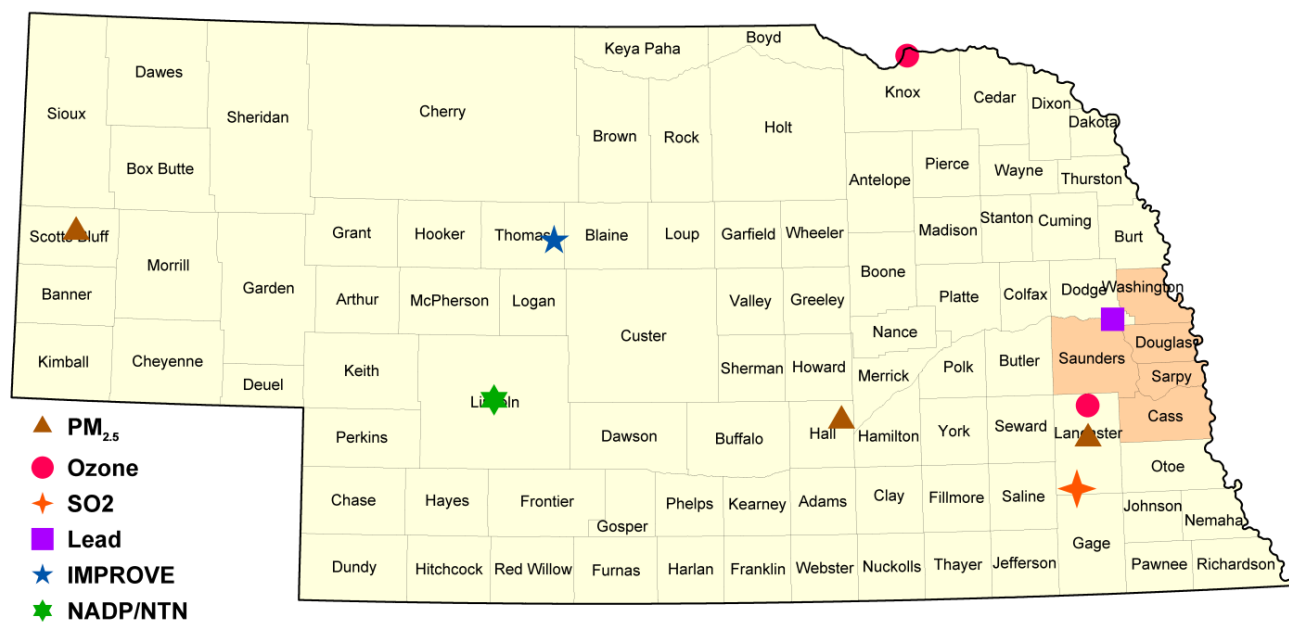 Boyd
Keya Paha
Dawes
Knox
Cedar
Dixon
Sioux
Sheridan
Cherry
Holt
Dakota
Brown
Rock
Box Butte
Pierce
Wayne
Antelope
Thurston
Scotts Bluff
Grant
Hooker
Thomas
Blaine
Loup
Garfield
Wheeler
Madison
Stanton
Cuming
Burt
Morrill
Boone
Banner
Garden
Arthur
McPherson
Logan
Valley
Greeley
Platte
Colfax
Dodge
Washington
Custer
Nance
Douglas
Kimball
Cheyenne
Keith
Sherman
Howard
Merrick
Polk
Butler
Saunders
Sarpy
Deuel
Lincoln
Cass
PM2.5
Perkins
Dawson
Buffalo
Hall
Hamilton
York
Seward
Lancaster
Ozone
Otoe
SO2
Chase
Hayes
Frontier
Gosper
Phelps
Kearney
Adams
Clay
Fillmore
Saline
Johnson
Nemaha
Lead
Gage
IMPROVE
Dundy
Hitchcock
Red Willow
Furnas
Harlan
Franklin
Webster
Nuckolls
Thayer
Jefferson
Pawnee
Richardson
NADP/NTN